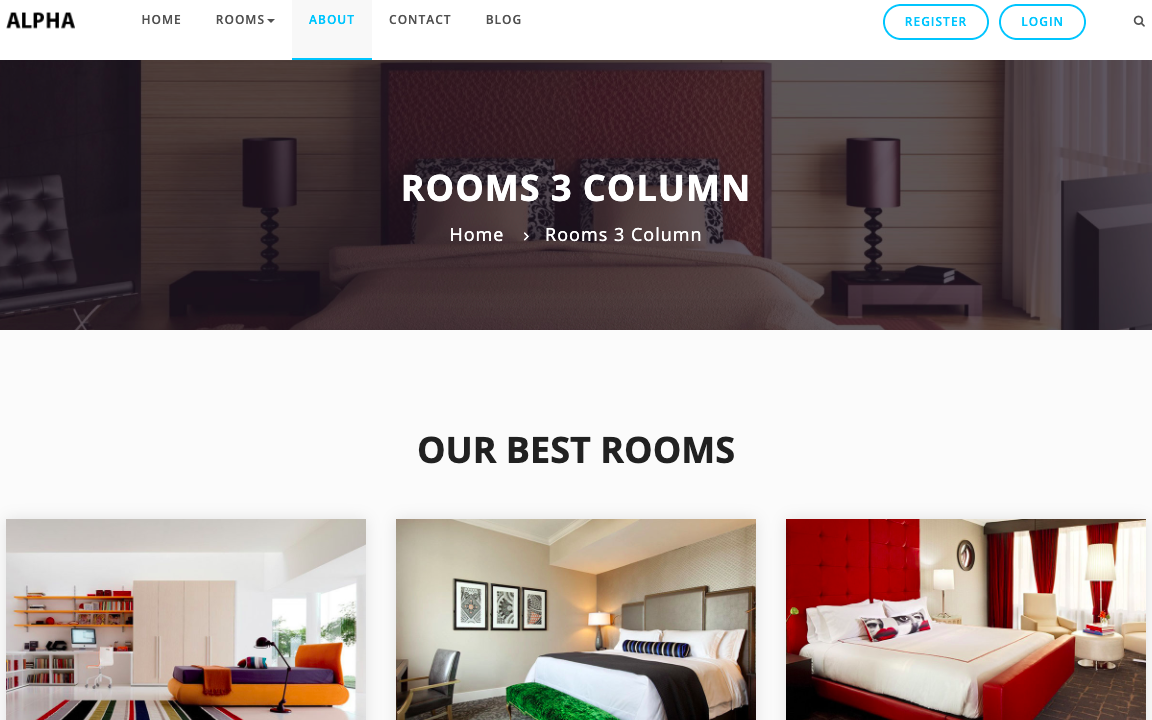 ALPHA
HOME ROOMS ABOUT CONTACT BLOG REGISTER LOGIN
ROOMS 3 COLUMN
Home › Rooms 3 Column
OUR BEST ROOMS